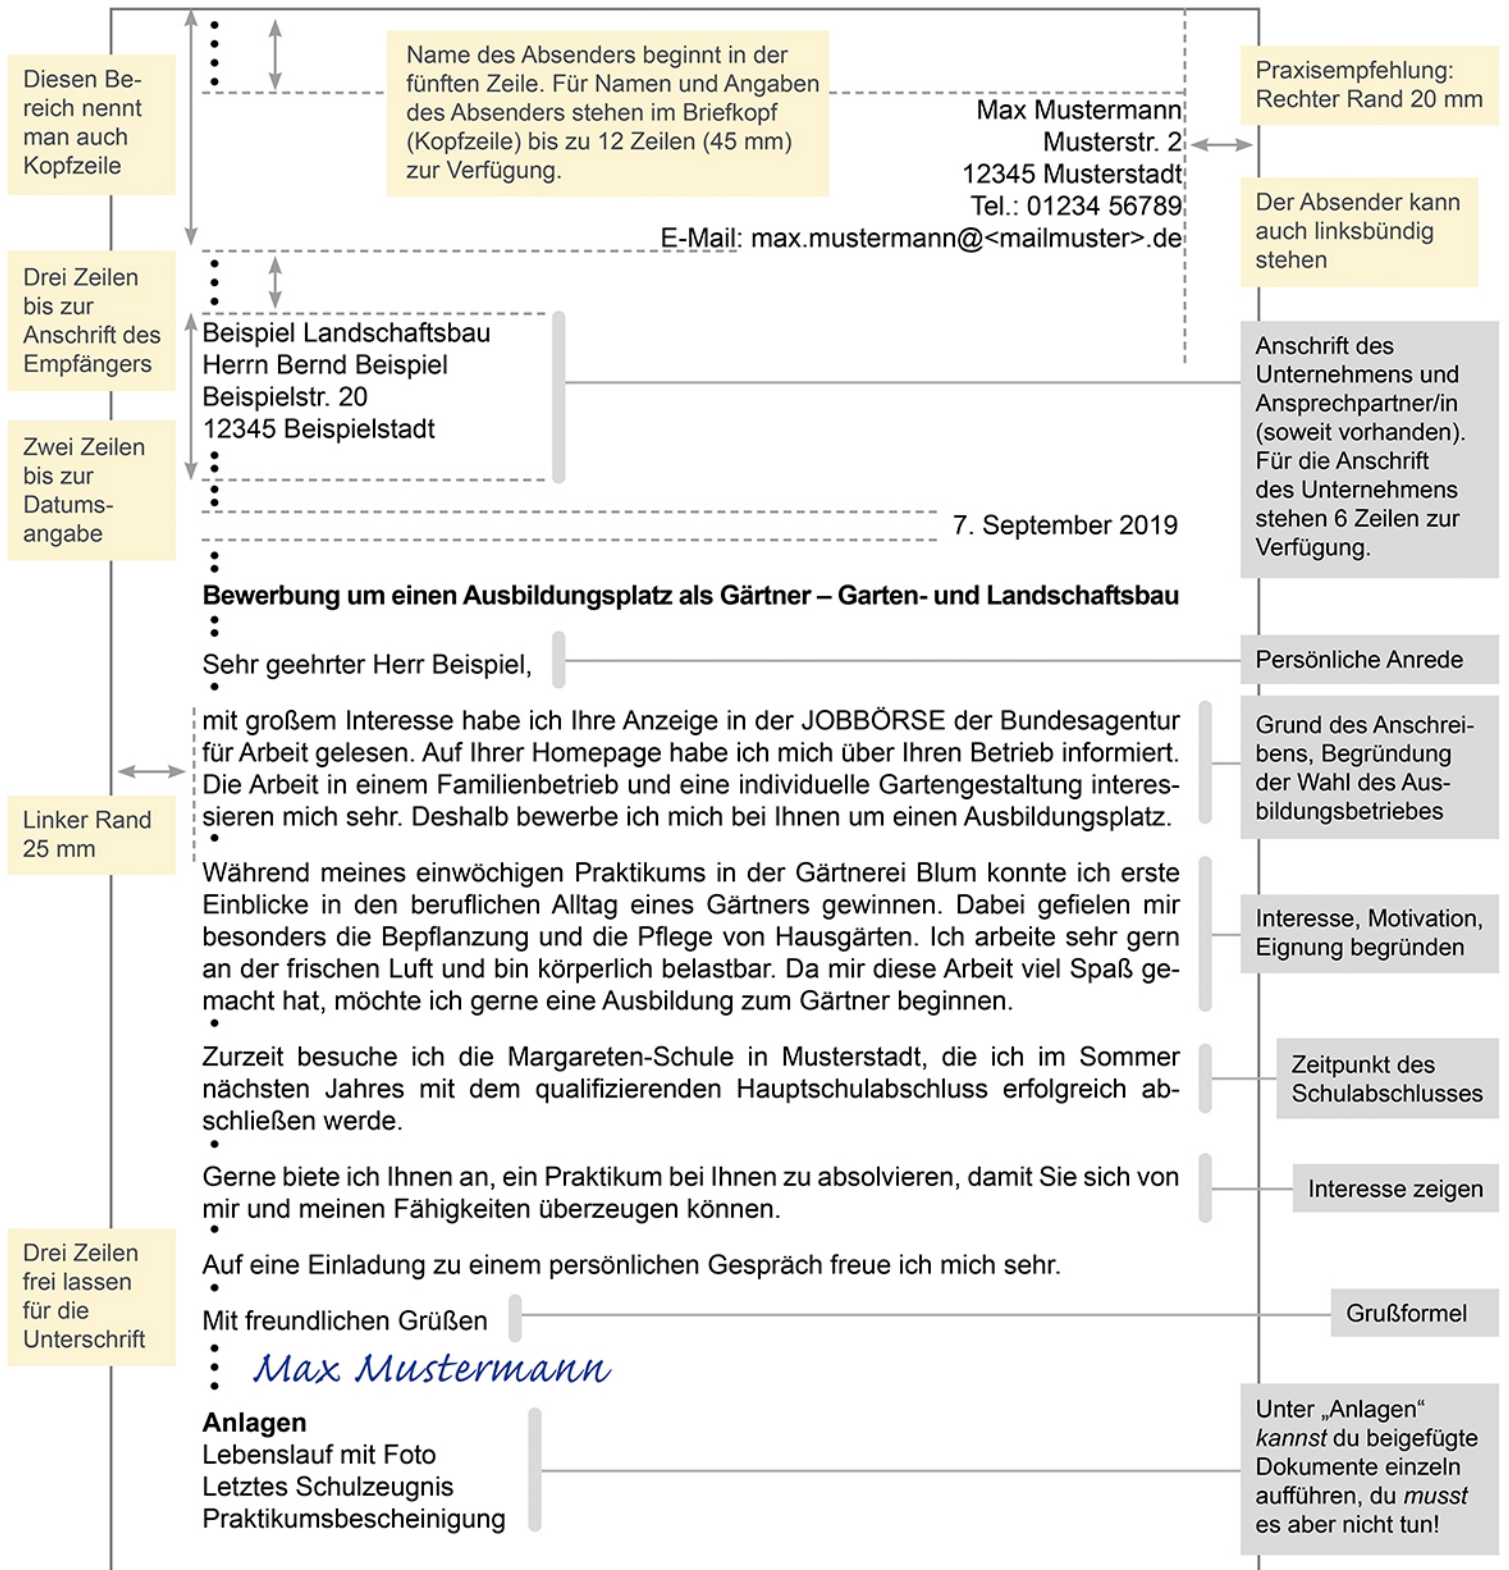 Diesen Be-
reich nennt
man auch
Kopfzeile
Name des Absenders beginnt in der
fünften Zeile. Für Namen und Angaben
des Absenders stehen im Briefkopf
(Kopfzeile) bis zu 12 Zeilen (45 mm)
zur Verfügung.
Praxisempfehlung:
Rechter Rand 20 mm
Max Mustermann
Musterstr. 2
12345 Musterstadt
Tel.: 01234 56789
E-Mail: max.mustermann@<mailmuster>.de
Der Absender kann
auch linksbündig
stehen
Drei Zeilen
bis zur
Anschrift des
Empfängers
Beispiel Landschaftsbau
Herrn Bernd Beispiel
Beispielstr. 20
12345 Beispielstadt
Anschrift des
Unternehmens und
Ansprechpartner/in
(soweit vorhanden).
Für die Anschrift
des Unternehmens
stehen 6 Zeilen zur
Verfügung.
Zwei Zeilen
bis zur
Datums-
angabe
7. September 2019
Bewerbung um einen Ausbildungsplatz als Gärtner – Garten- und Landschaftsbau
Sehr geehrter Herr Beispiel,
Persönliche Anrede
mit großem Interesse habe ich Ihre Anzeige in der JOBBÖRSE der Bundesagentur
für Arbeit gelesen. Auf Ihrer Homepage habe ich mich über Ihren Betrieb informiert.
Die Arbeit in einem Familienbetrieb und eine individuelle Gartengestaltung interes-
sieren mich sehr. Deshalb bewerbe ich mich bei Ihnen um einen Ausbildungsplatz.
Grund des Anschrei-
bens, Begründung
der Wahl des Aus-
bildungsbetriebes
Linker Rand
25 mm
Während meines einwöchigen Praktikums in der Gärtnerei Blum konnte ich erste
Einblicke in den beruflichen Alltag eines Gärtners gewinnen. Dabei gefielen mir
besonders die Bepflanzung und die Pflege von Hausgärten. Ich arbeite sehr gern
an der frischen Luft und bin körperlich belastbar. Da mir diese Arbeit viel Spaß ge-
macht hat, möchte ich gerne eine Ausbildung zum Gärtner beginnen.
Interesse, Motivation,
Eignung begründen
Zurzeit besuche ich die Margareten-Schule in Musterstadt, die ich im Sommer
nächsten Jahres mit dem qualifizierenden Hauptschulabschluss erfolgreich ab-
schließen werde.
Zeitpunkt des
Schulabschlusses
Gerne biete ich Ihnen an, ein Praktikum bei Ihnen zu absolvieren, damit Sie sich von
mir und meinen Fähigkeiten überzeugen können.
Interesse zeigen
Auf eine Einladung zu einem persönlichen Gespräch freue ich mich sehr.
Drei Zeilen
frei lassen
für die
Unterschrift
Mit freundlichen Grüßen
Grußformel
Max Mustermann
Anlagen
Lebenslauf mit Foto
Letztes Schulzeugnis
Praktikumsbescheinigung
Unter „Anlagen“
kannst du beigefügte
Dokumente einzeln
aufführen, du musst
es aber nicht tun!